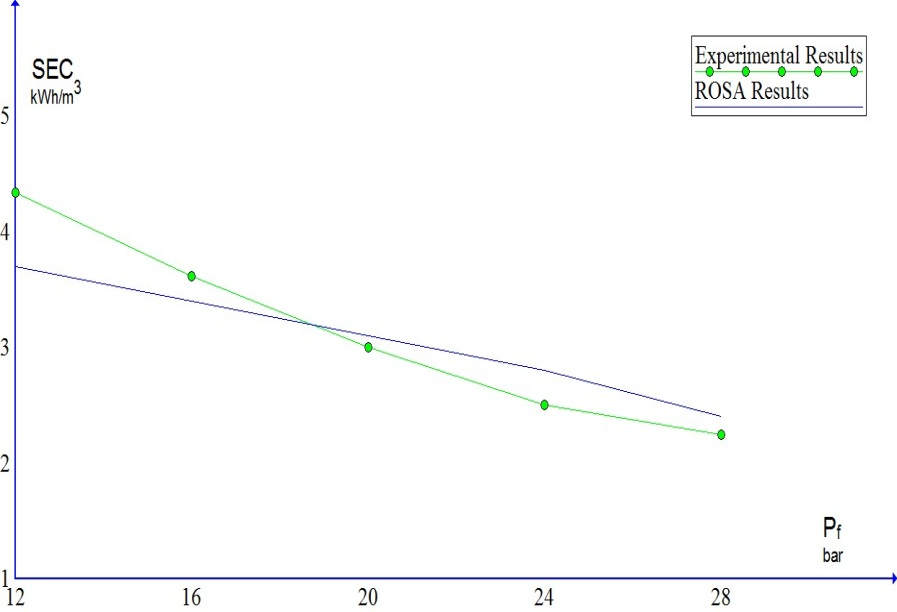 SEC
kWh/m3
Experimental Results
ROSA Results
5
4
3
2
1
12 16 20 24 28
Pf
bar